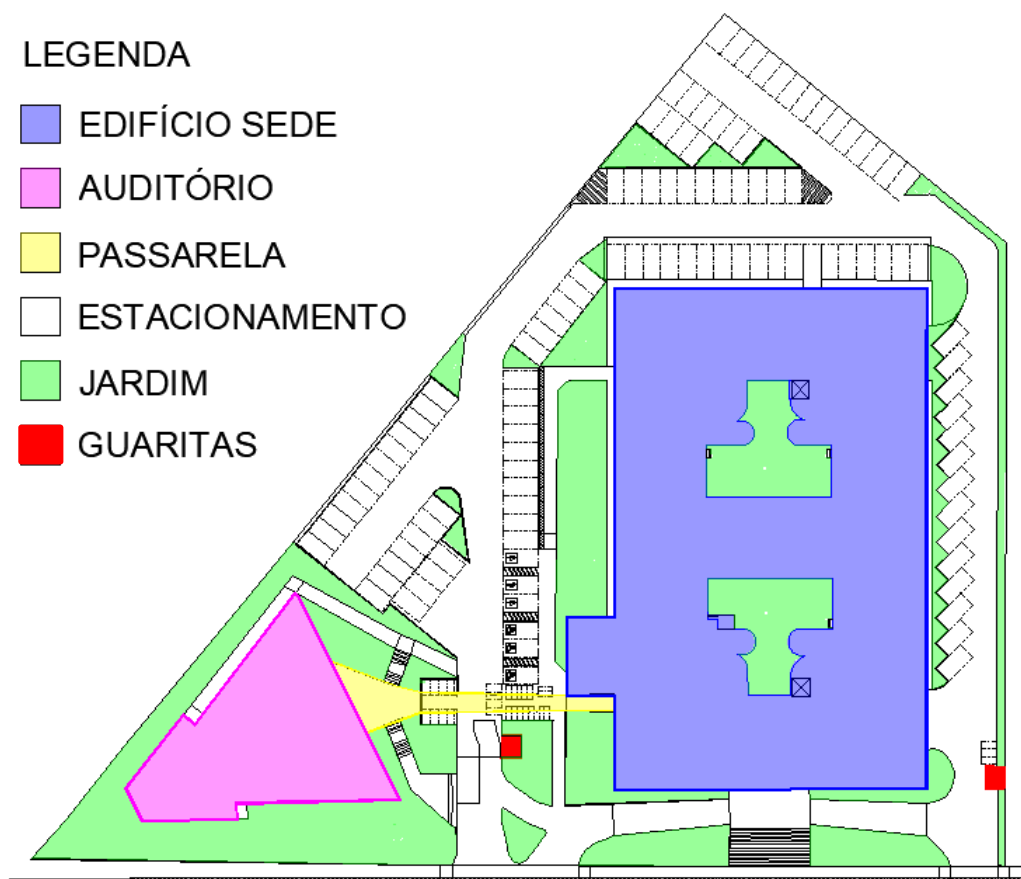 LEGENDA
EDIFÍCIO SEDE
AUDITÓRIO
PASSARELA
ESTACIONAMENTO
JARDIM
GUARITAS